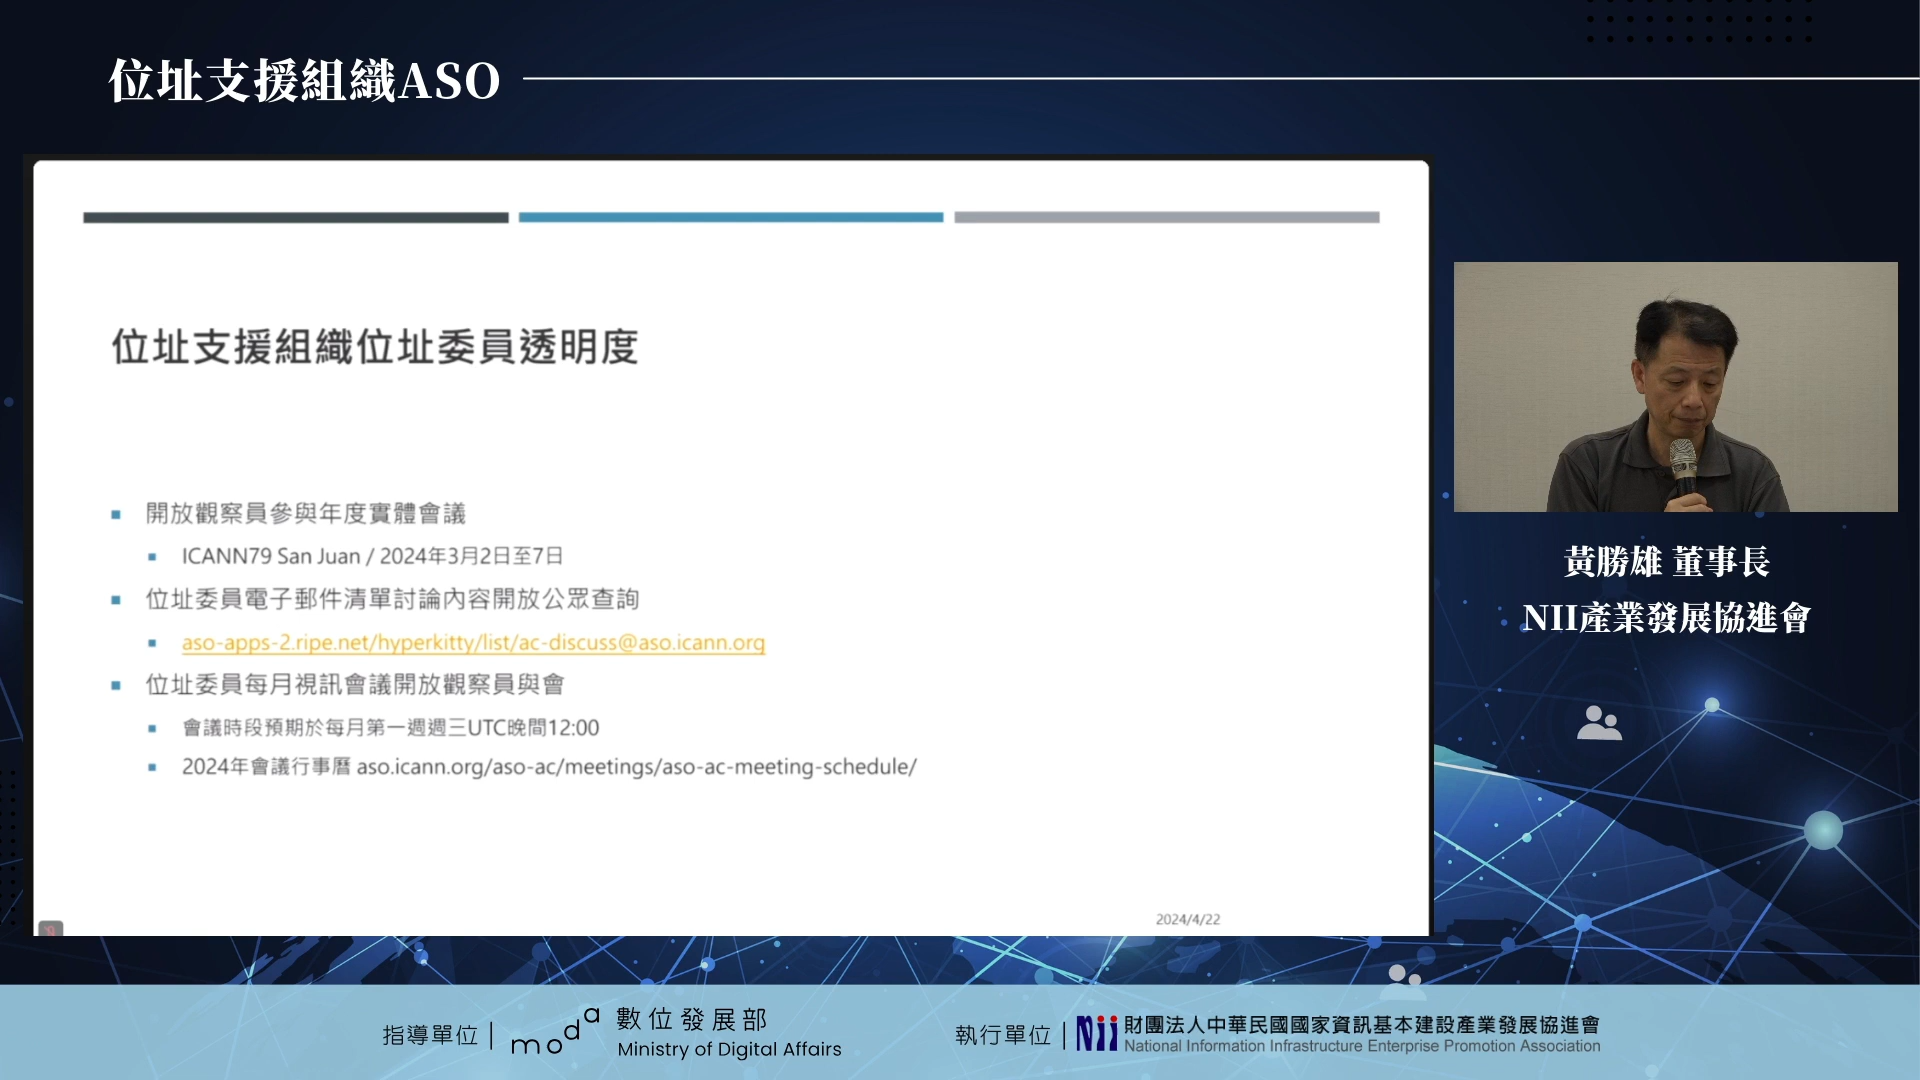 位址支援組織ASO
位址支援組織位址委員透明度
開放觀察員參與年度實體會議
ICANN79 San Juan / 2024年3月2日至7日
位址委員電子郵件清單討論內容開放公眾查詢
aso-apps-2.ripe.net/hyperkitty/list/ac-discuss@aso.icann.org
位址委員每月視訊會議開放觀察員與會
會議時段預期於每月第一週週三UTC晚間12:00
2024年會議行事曆 aso.icann.org/aso-ac/meetings/aso-ac-meeting-schedule/
2024/4/22
黃勝雄 董事長
NII產業發展協進會
指導單位
moda
數位發展部
Ministry of Digital Affairs
執行單位
Nii
財團法人中華民國國家資訊基本建設產業發展協進會
National Information Infrastructure Enterprise Promotion Association